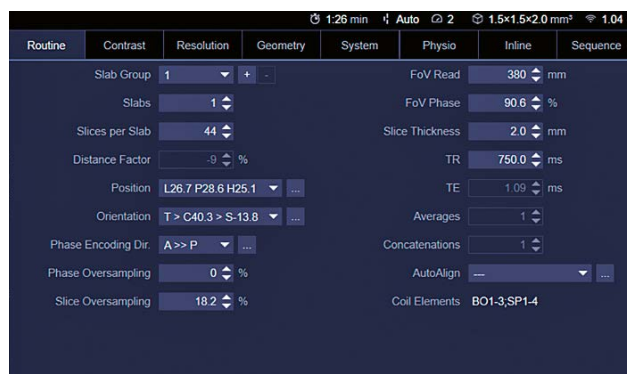 1:26 min Auto 2 1.5×1.5×2.0 mm³ 1.04
Routine Contrast Resolution Geometry System Physio Inline Sequence
Slab Group 1 + -
Slabs 1
Slices per Slab 44
Distance Factor -9 %
Position L26.7 P28.6 H25.1 ...
Orientation T > C40.3 > S-13.8 ...
Phase Encoding Dir. A >> P ...
Phase Oversampling 0 %
Slice Oversampling 18.2 %
FoV Read 380 mm
FoV Phase 90.6 %
Slice Thickness 2.0 mm
TR 750.0 ms
TE 1.09 ms
Averages 1
Concatenations 1
AutoAlign --- ...
Coil Elements BO1-3;SP1-4